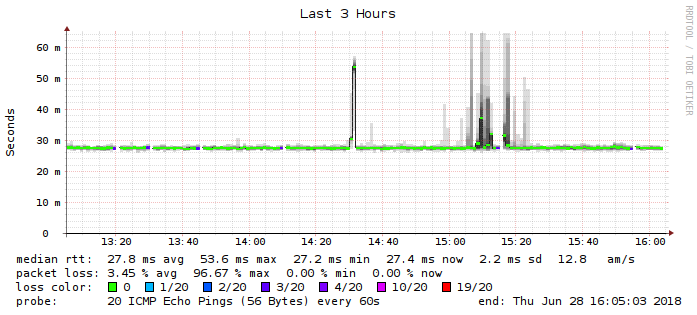 Last 3 Hours
RRDTOOL / TOBI OETIKER
Seconds
60 m
50 m
40 m
30 m
20 m
10 m
0
13:20 13:40 14:00 14:20 14:40 15:00 15:20 15:40 16:00
median rtt: 27.8 ms avg 53.6 ms max 27.2 ms min 27.4 ms now 2.2 ms sd 12.8 am/s
packet loss: 3.45 % avg 96.67 % max 0.00 % min 0.00 % now
loss color: 0 1/20 2/20 3/20 4/20 10/20 19/20
probe: 20 ICMP Echo Pings (56 Bytes) every 60s end: Thu Jun 28 16:05:03 2018